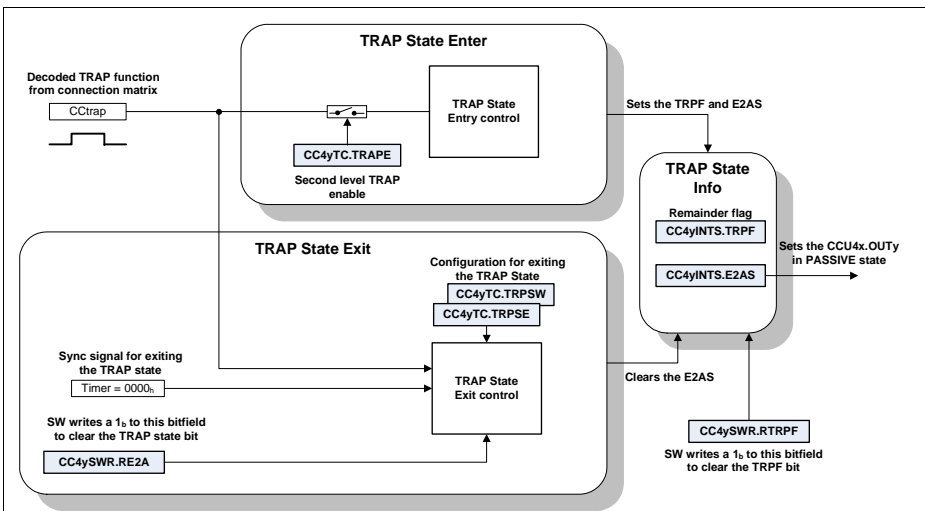 TRAP State Enter
Decoded TRAP function
from connection matrix
CCtrap
TRAP State
Entry control
CC4yTC.TRAPE
Second level TRAP
enable
Sets the TRPF and E2AS
TRAP State
Info
Remainder flag
CC4yINTS.TRPF
CC4yINTS.E2AS
Sets the CCU4x.OUTy
in PASSIVE state
TRAP State Exit
Configuration for exiting
the TRAP State
CC4yTC.TRPSW
CC4yTC.TRPSE
Sync signal for exiting
the TRAP state
Timer = 0000h
TRAP State
Exit control
SW writes a 1b to this bitfield
to clear the TRAP state bit
CC4ySWR.RE2A
Clears the E2AS
CC4ySWR.RTRPF
SW writes a 1b to this bitfield
to clear the TRPF bit